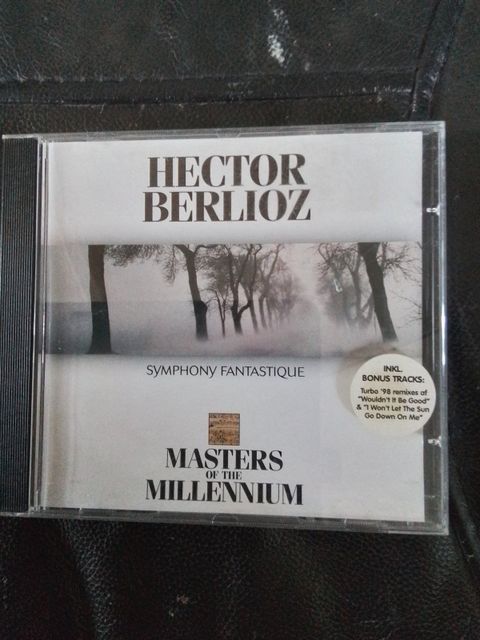 HECTOR
BERLIOZ
SYMPHONY FANTASTIQUE
INKL.
BONUS TRACKS:
Turbo '98 remixes of
"Wouldn't It Be Good"
& "I Won't Let The Sun
Go Down On Me"
MASTERS
OF THE
MILLENNIUM